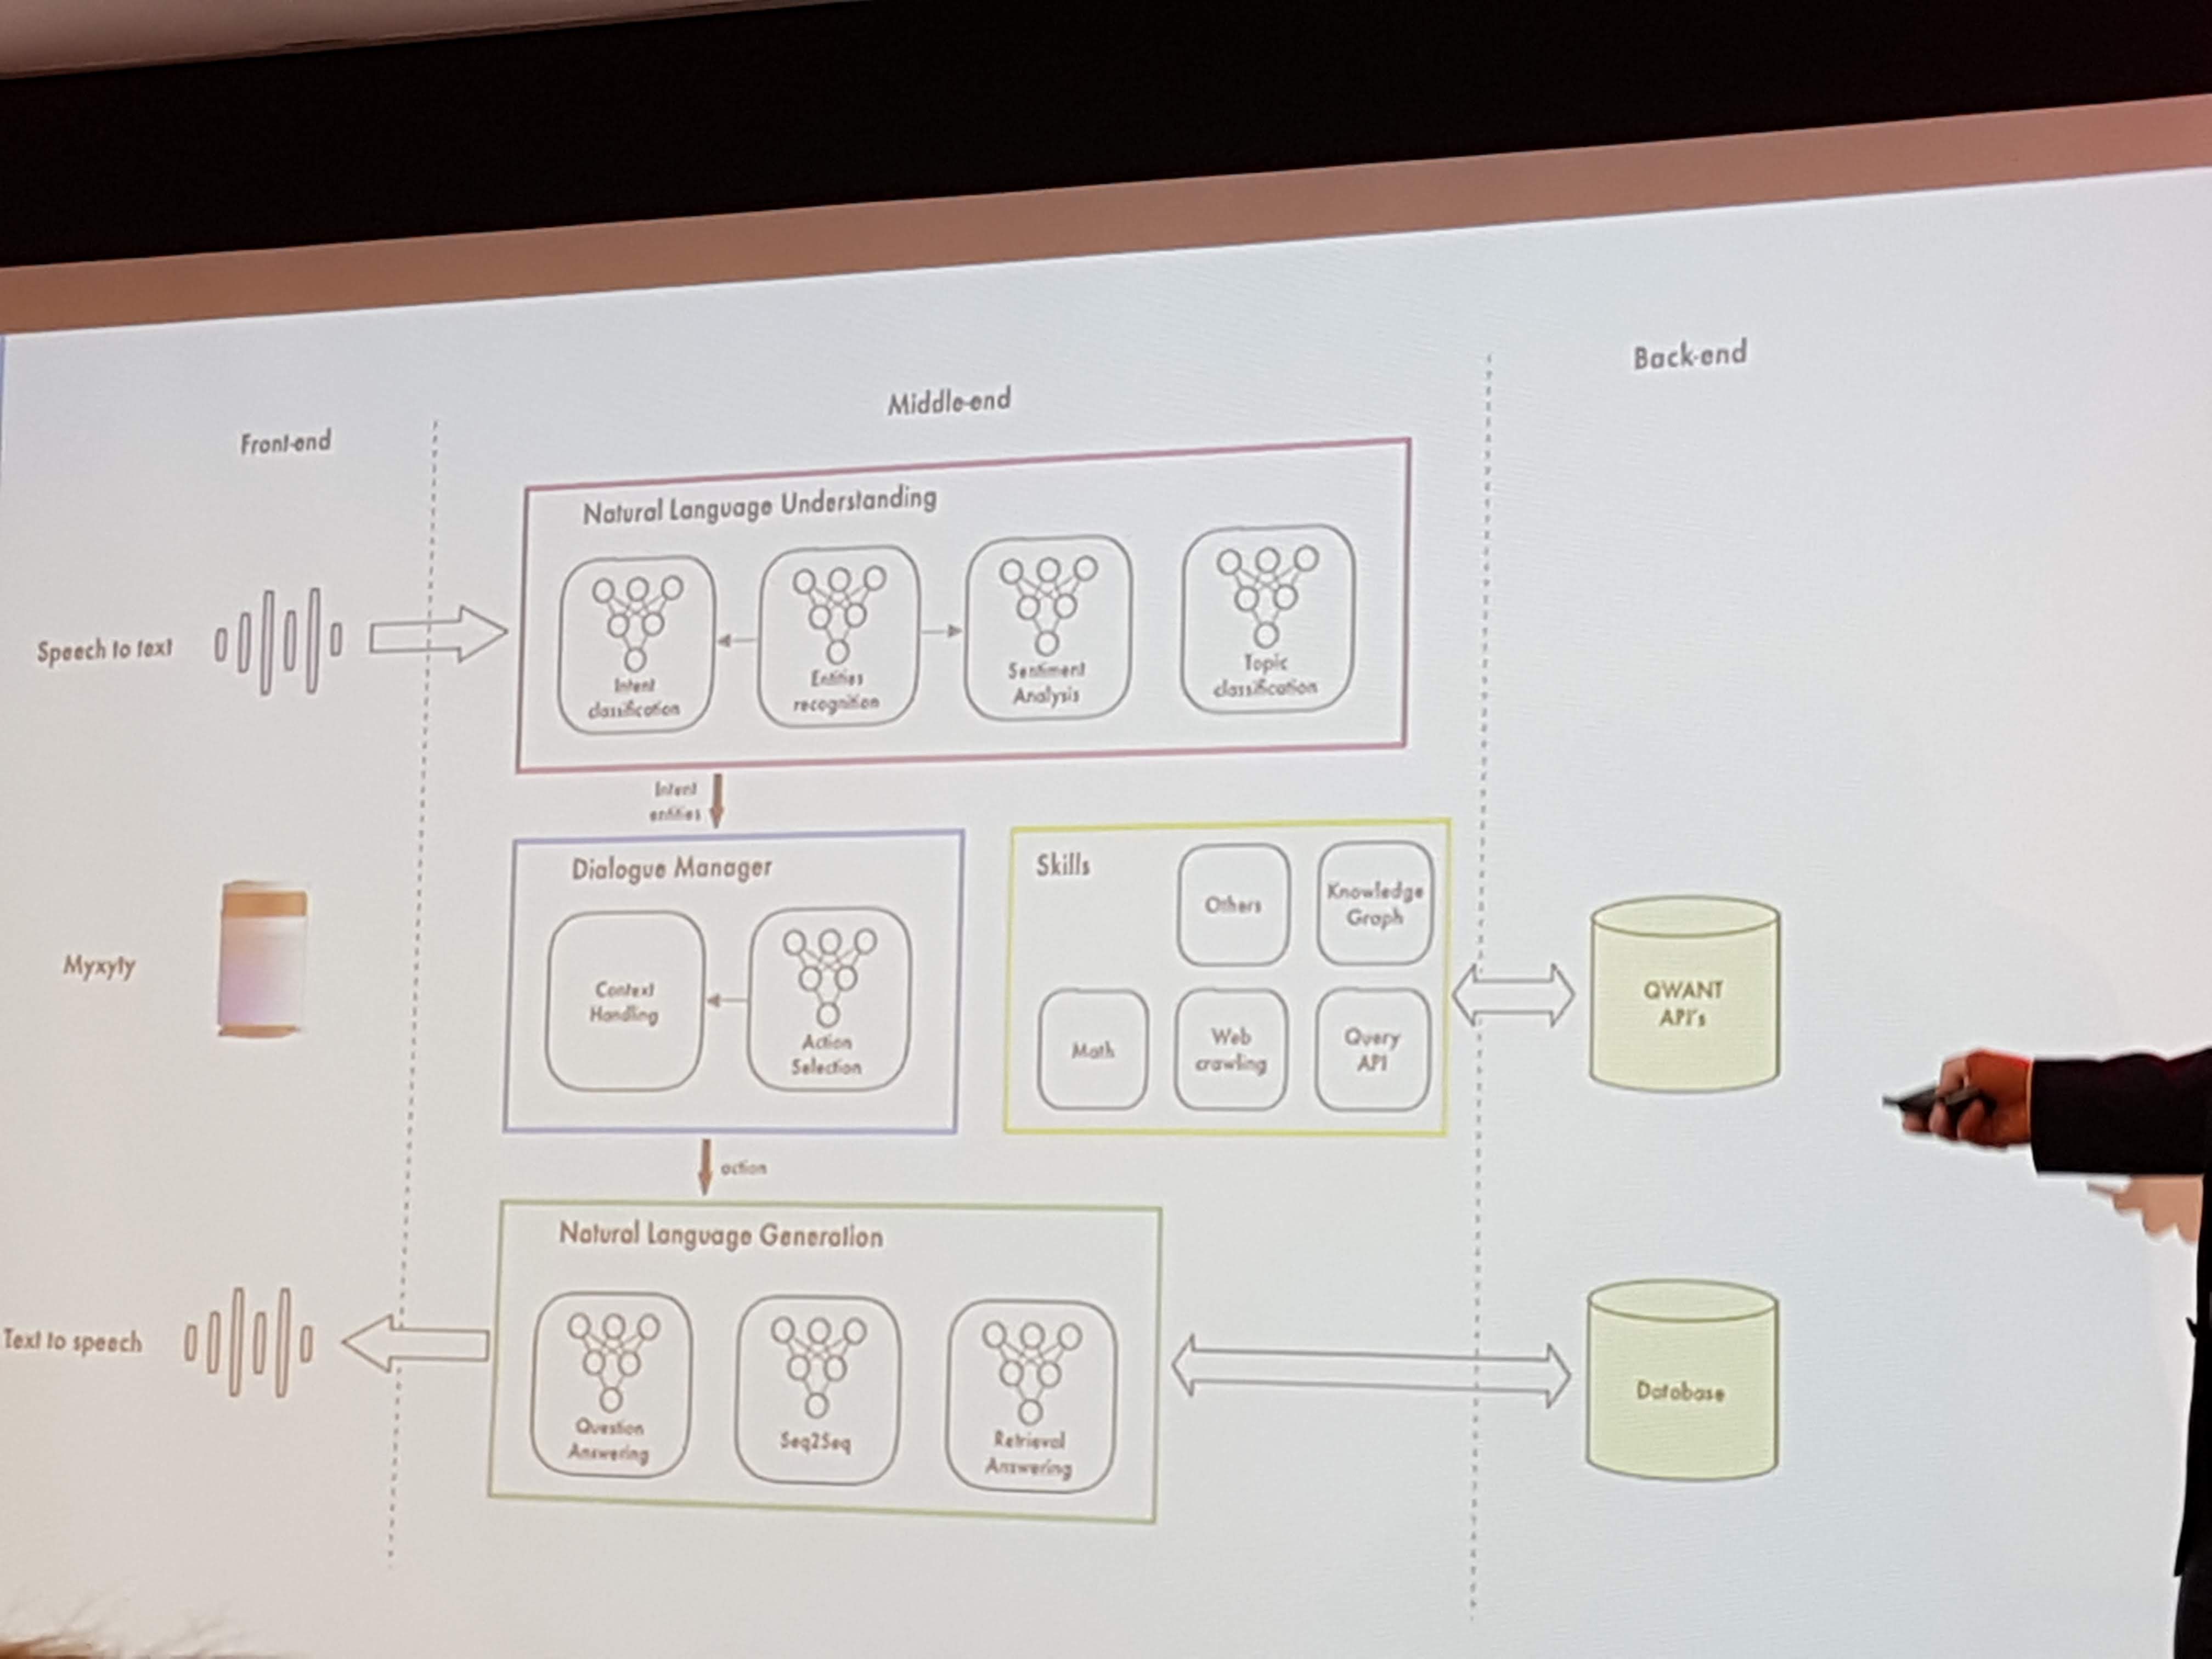 Back-end
Middle-end
Front-end
Natural Language Understanding
Speech to text
Intent
classification
Entities
recognition
Sentiment
Analysis
Topic
classification
Intent
entities
Dialogue Manager
Context
Handling
Action
Selection
Skills
Others
Knowledge
Graph
Math
Web
crawling
Query
API
QWANT
API's
Myxyty
action
Natural Language Generation
Text to speech
Question
Answering
Seq2Seq
Retrieval
Answering
Database